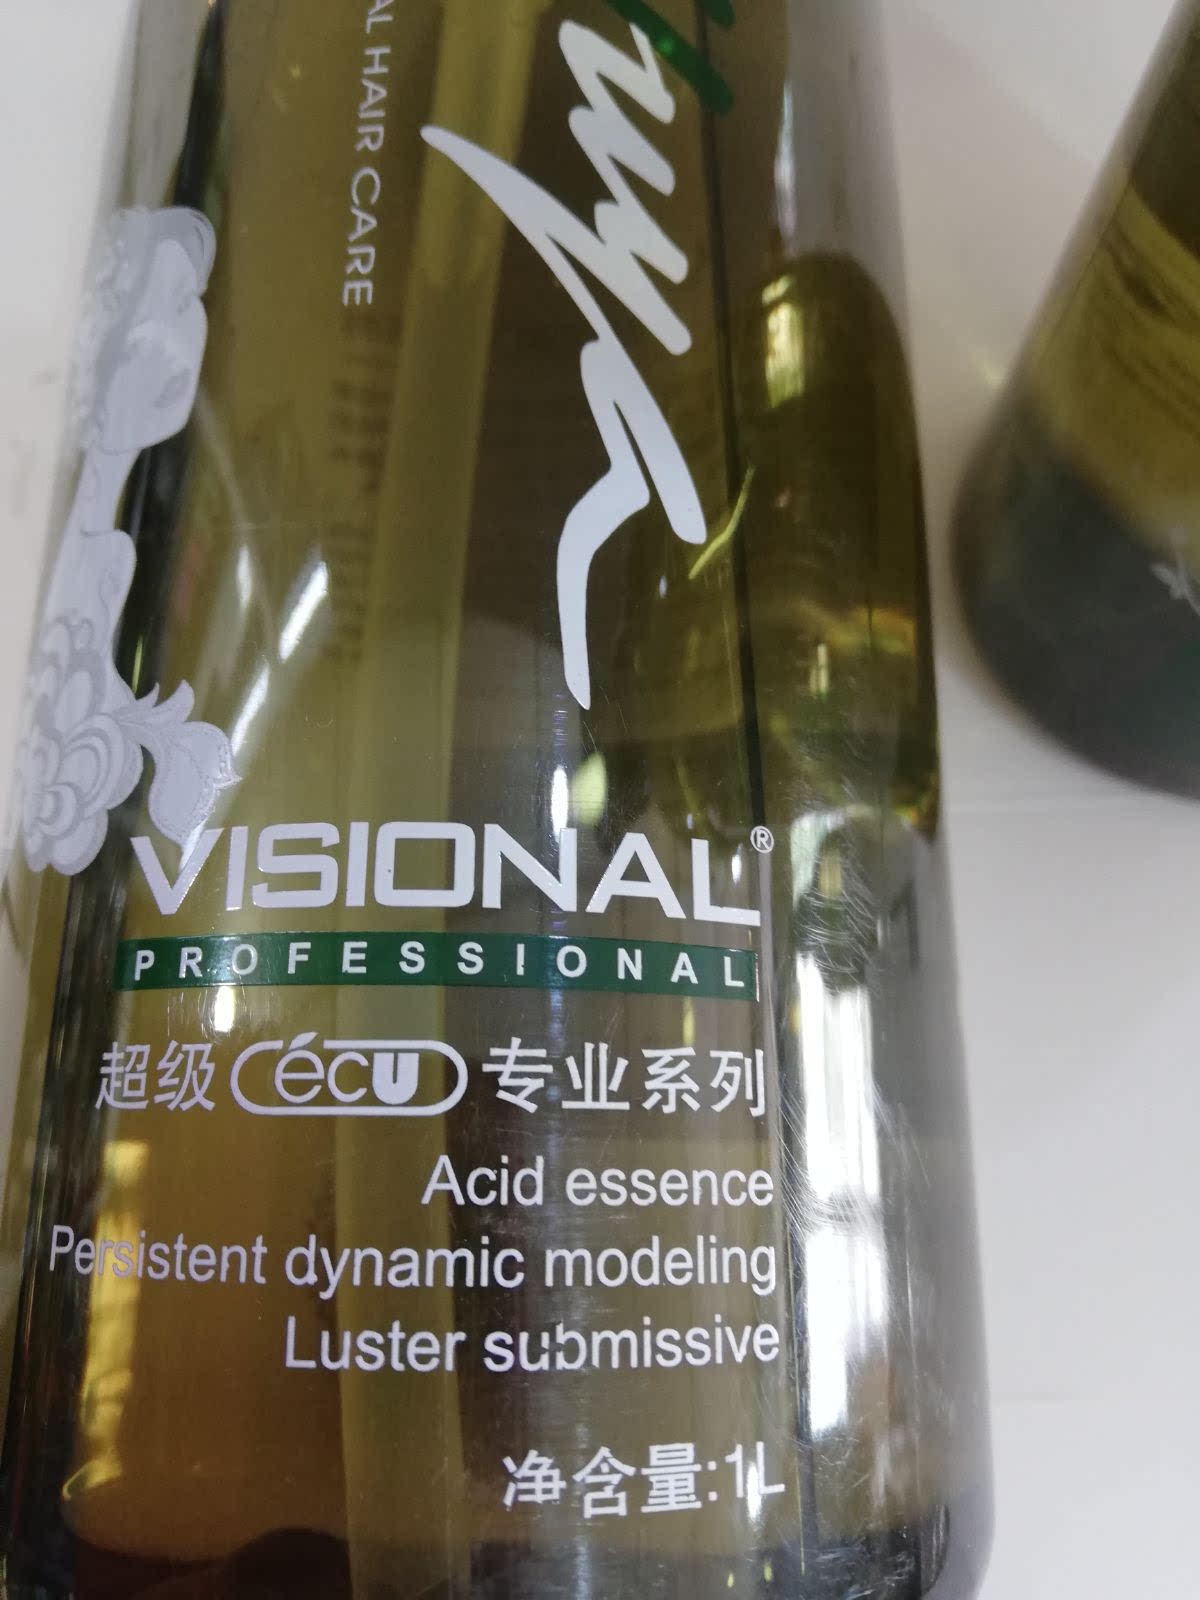 HAIR CARE
VISIONAL®
PROFESSIONAL
超级 écu 专业系列
Acid essence
Persistent dynamic modeling
Luster submissive
净含量:1L